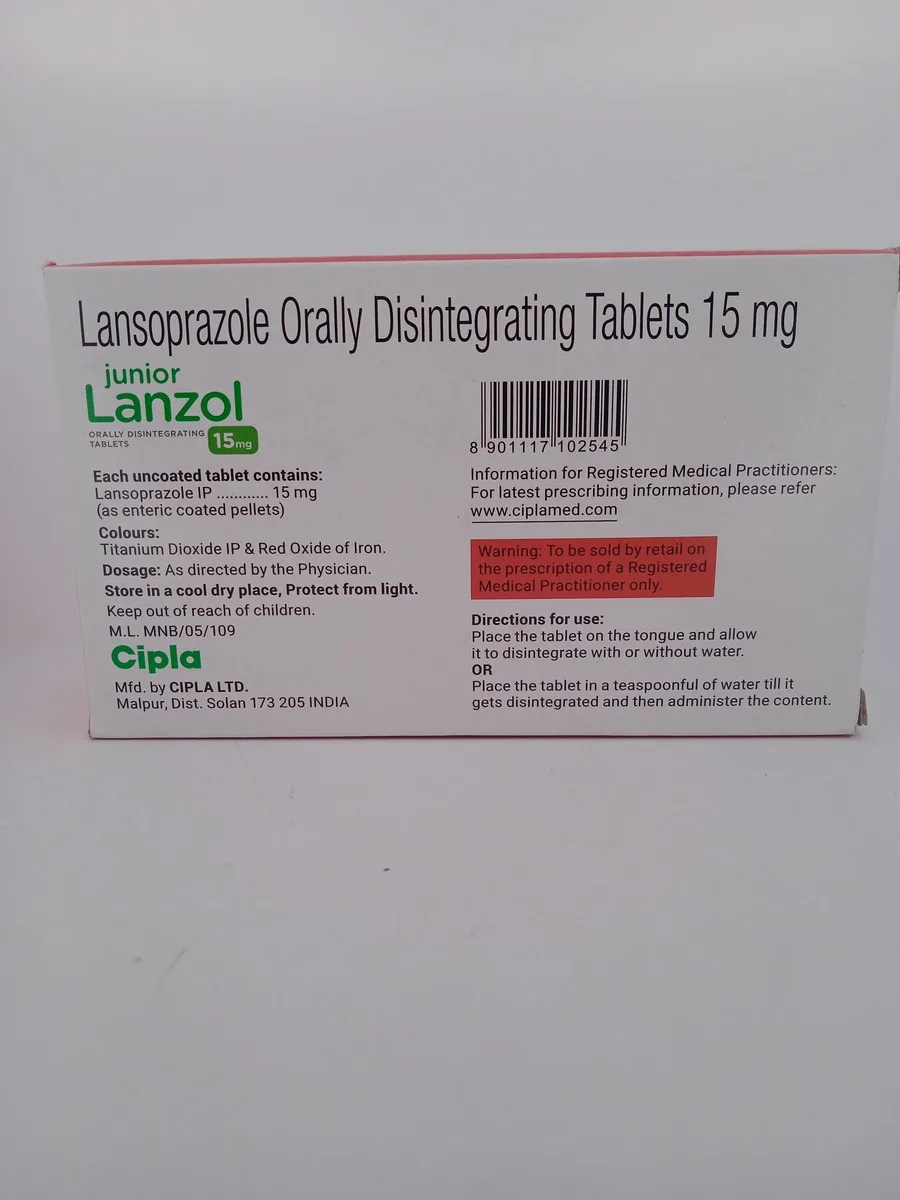 Lansoprazole Orally Disintegrating Tablets 15 mg
junior
Lanzol
ORALLY DISINTEGRATING
TABLETS
15mg
Each uncoated tablet contains:
Lansoprazole IP ............ 15 mg
(as enteric coated pellets)
Colours:
Titanium Dioxide IP & Red Oxide of Iron.
Dosage: As directed by the Physician.
Store in a cool dry place, Protect from light.
Keep out of reach of children.
M.L. MNB/05/109
Cipla
Mfd. by CIPLA LTD.
Malpur, Dist. Solan 173 205 INDIA
8 901117 102545
Information for Registered Medical Practitioners:
For latest prescribing information, please refer
www.ciplamed.com
Warning: To be sold by retail on
the prescription of a Registered
Medical Practitioner only.
Directions for use:
Place the tablet on the tongue and allow
it to disintegrate with or without water.
OR
Place the tablet in a teaspoonful of water till it
gets disintegrated and then administer the content.